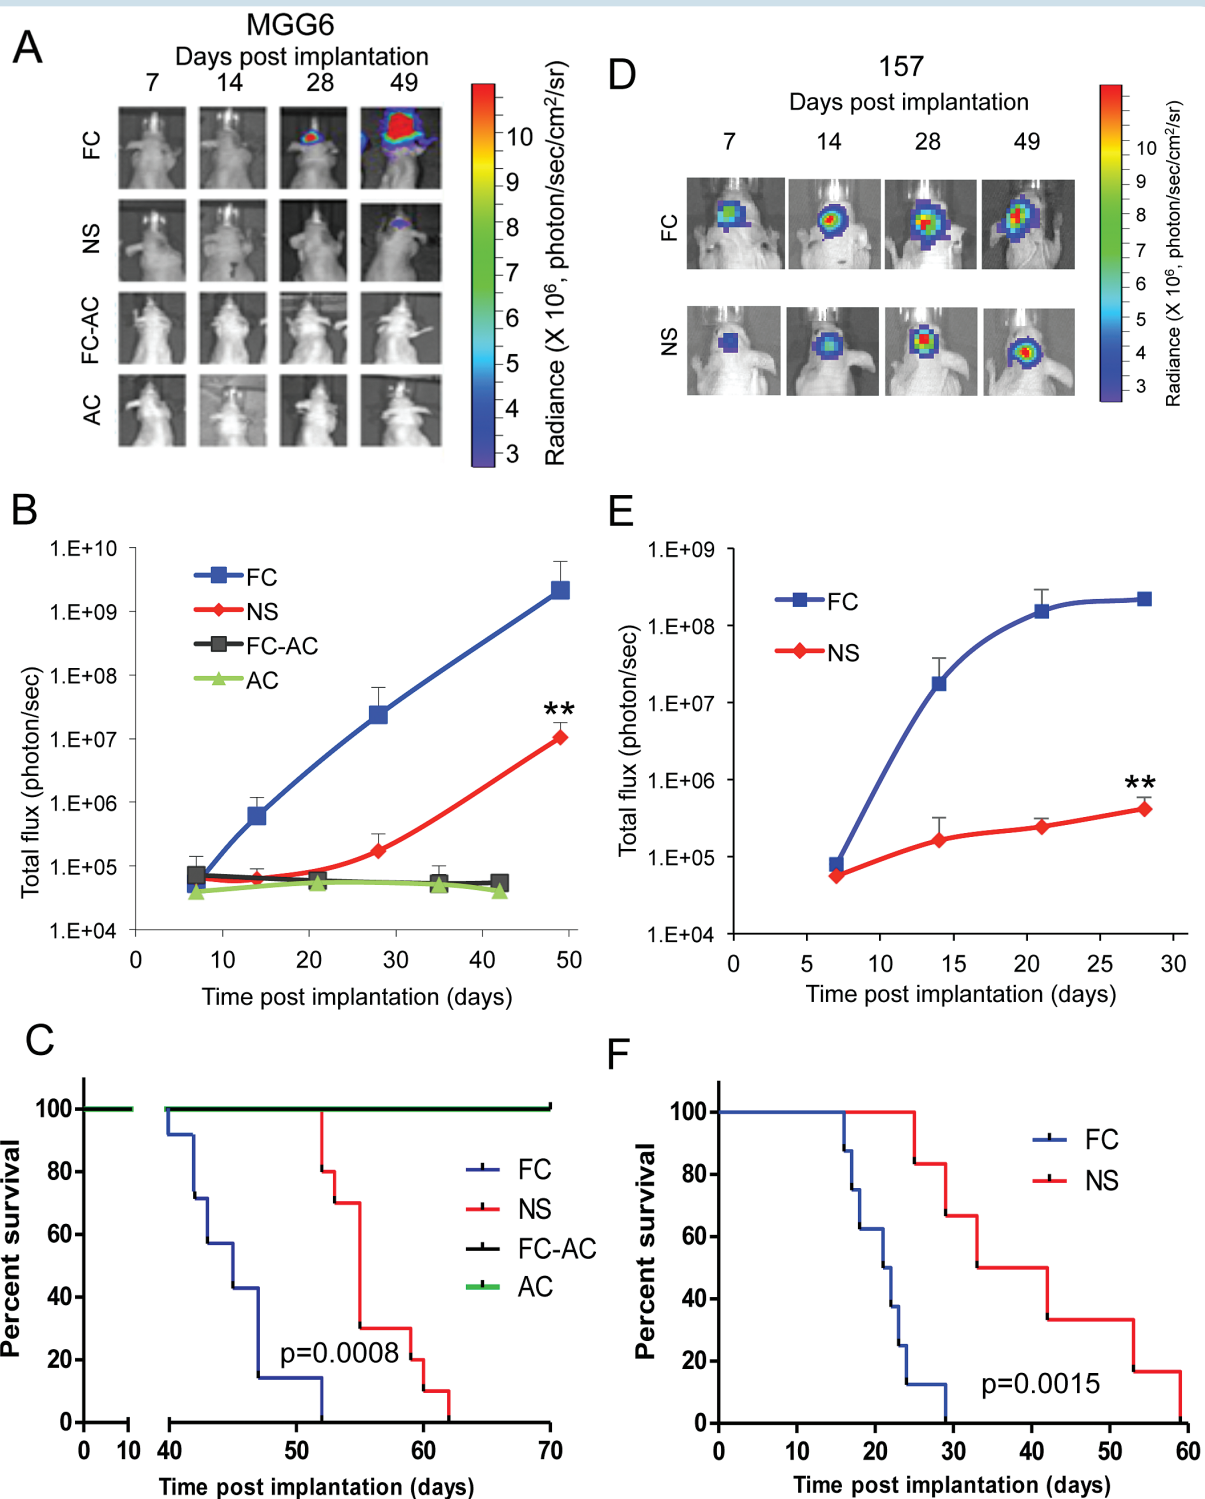 A
MGG6
Days post implantation
7 14 28 49
FC
NS
FC-AC
AC
10
9
8
7
6
5
4
3
Radiance (X 10⁶, photon/sec/cm²/sr)
D
157
Days post implantation
7 14 28 49
FC
NS
10
9
8
7
6
5
4
3
Radiance (X 10⁶, photon/sec/cm²/sr)
B
1.E+10
1.E+09
1.E+08
1.E+07
1.E+06
1.E+05
1.E+04
Total flux (photon/sec)
FC
NS
FC-AC
AC
**
0 10 20 30 40 50
Time post implantation (days)
E
1.E+09
1.E+08
1.E+07
1.E+06
1.E+05
1.E+04
Total flux (photon/sec)
FC
NS
**
0 5 10 15 20 25 30
Time post implantation (days)
C
100
80
60
40
20
0
Percent survival
FC
NS
FC-AC
AC
p=0.0008
0 10 40 50 60 70
Time post implantation (days)
F
100
80
60
40
20
0
Percent survival
FC
NS
p=0.0015
0 10 20 30 40 50 60
Time post implantation (days)